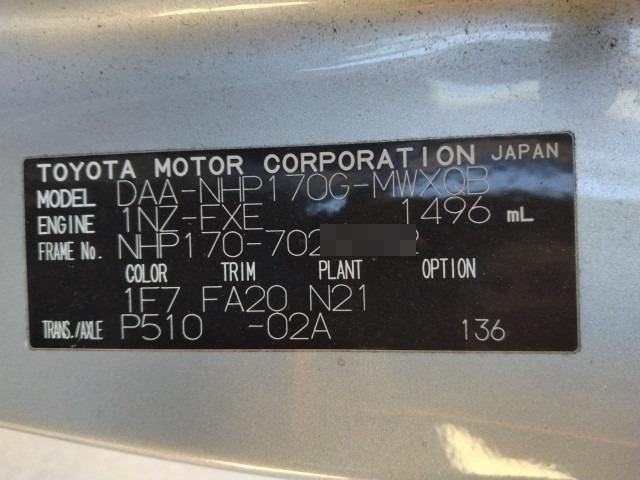 TOYOTA MOTOR CORPORATION JAPAN
MODEL DAA-NHP170G-MWXQB
ENGINE 1NZ-FXE 1496 mL
FRAME No. NHP170-702
COLOR TRIM PLANT OPTION
1F7 FA20 N21
TRANS./AXLE P510 -02A 136